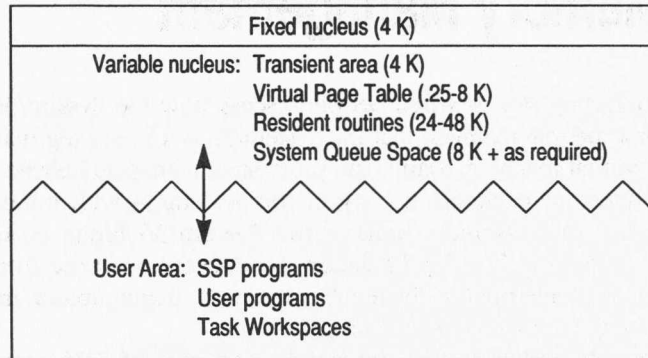 Fixed nucleus (4 K)
Variable nucleus: Transient area (4 K)
Virtual Page Table (.25-8 K)
Resident routines (24-48 K)
System Queue Space (8 K + as required)
User Area: SSP programs
User programs
Task Workspaces